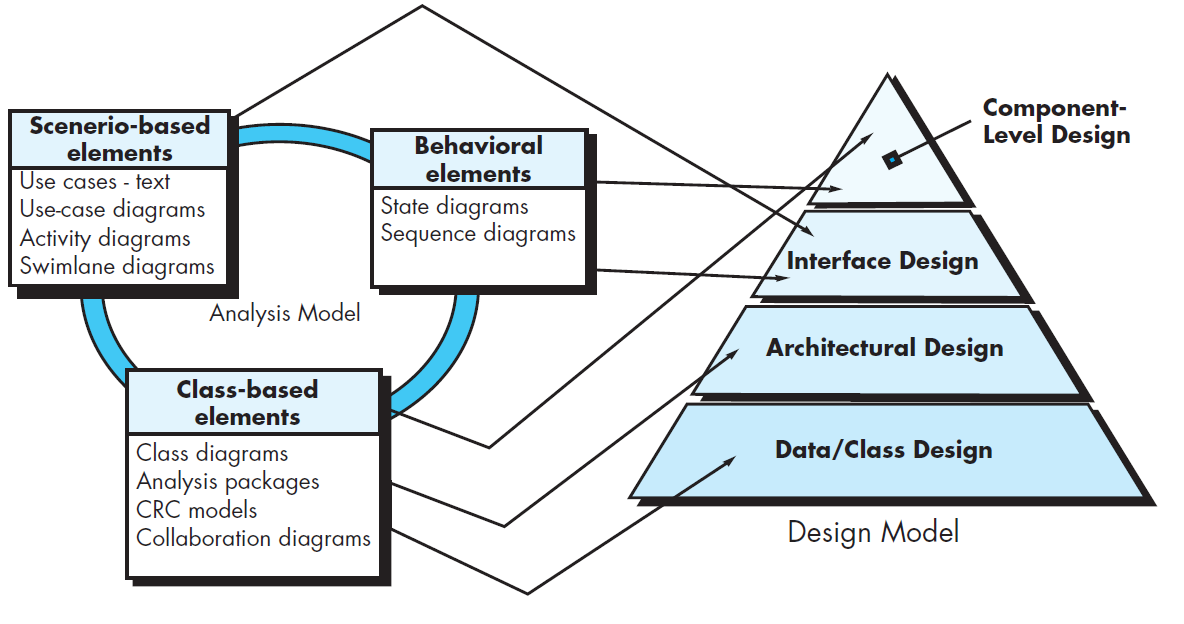 Scenerio-based
elements
Use cases - text
Use-case diagrams
Activity diagrams
Swimlane diagrams
Behavioral
elements
State diagrams
Sequence diagrams
Analysis Model
Class-based
elements
Class diagrams
Analysis packages
CRC models
Collaboration diagrams
Component-
Level Design
Interface Design
Architectural Design
Data/Class Design
Design Model